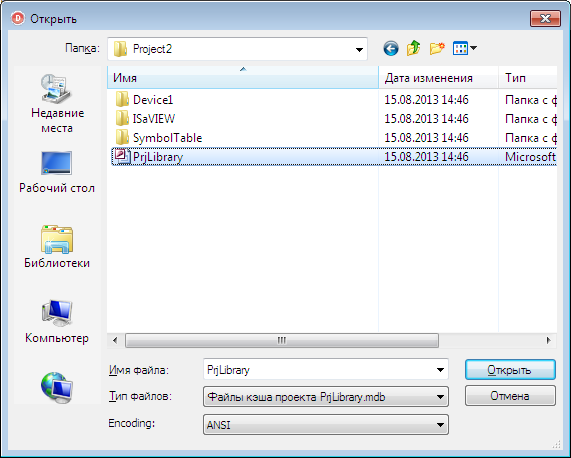 Открыть
Папка: Project2
Имя Дата изменения Тип
Device1 15.08.2013 14:46 Папка с ф
ISaVIEW 15.08.2013 14:46 Папка с ф
SymbolTable 15.08.2013 14:46 Папка с ф
PrjLibrary 15.08.2013 14:46 Microsoft
Недавние
места
Рабочий стол
Библиотеки
Компьютер
Имя файла: PrjLibrary Открыть
Тип файлов: Файлы кэша проекта PrjLibrary.mdb Отмена
Encoding: ANSI